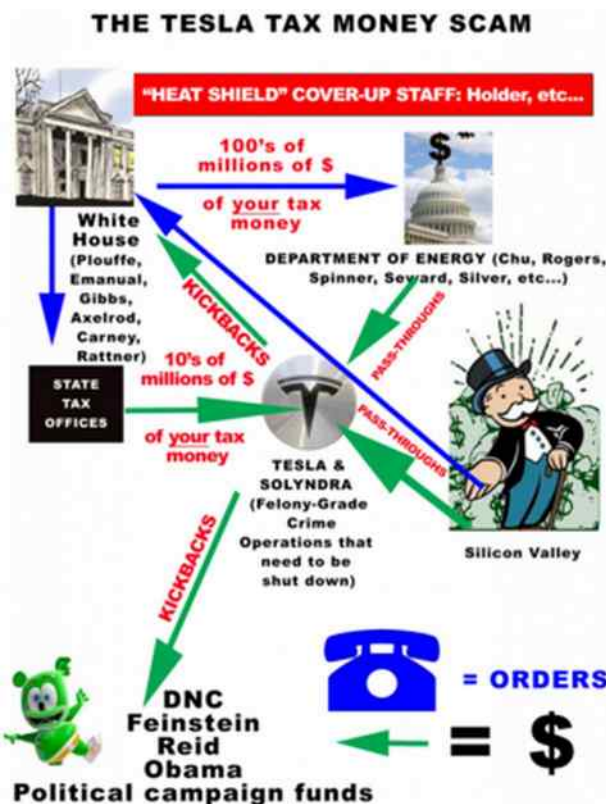 THE TESLA TAX MONEY SCAM
"HEAT SHIELD" COVER-UP STAFF: Holder, etc...
100's of
millions of $
of your tax
money
$
White
House
(Plouffe,
Emanual,
Gibbs,
Axelrod,
Carney,
Rattner)
DEPARTMENT OF ENERGY (Chu, Rogers,
Spinner, Seward, Silver, etc...)
KICKBACKS
PASS-THROUGHS
STATE
TAX
OFFICES
10's of
millions of $
of your tax
money
PASS-THROUGHS
TESLA &
SOLYNDRA
(Felony-Grade
Crime
Operations that
need to be
shut down)
Silicon Valley
KICKBACKS
= ORDERS
DNC
Feinstein
Reid
Obama
Political campaign funds
= $